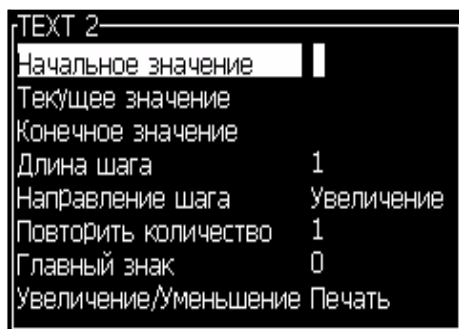 TEXT 2
Начальное значение
Текущее значение
Конечное значение
Длина шага 1
Направление шага Увеличение
Повторить количество 1
Главный знак 0
Увеличение/Уменьшение Печать